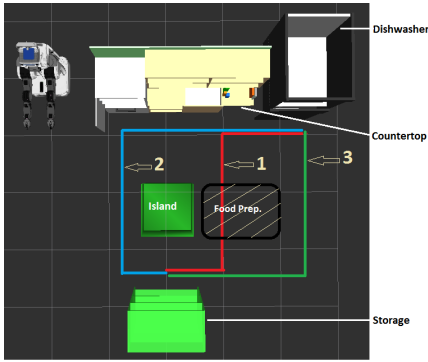 Dishwasher
Countertop
2
1
3
Island
Food Prep.
Storage